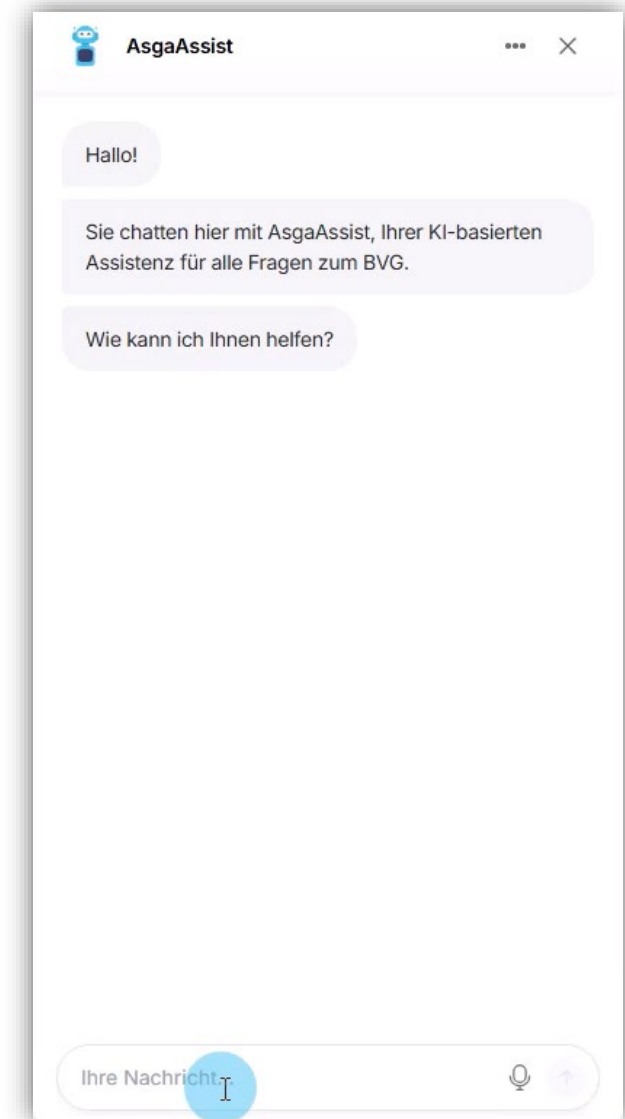 AsgaAssist
Hallo!
Sie chatten hier mit AsgaAssist, Ihrer KI-basierten
Assistenz für alle Fragen zum BVG.
Wie kann ich Ihnen helfen?
Ihre Nachricht...